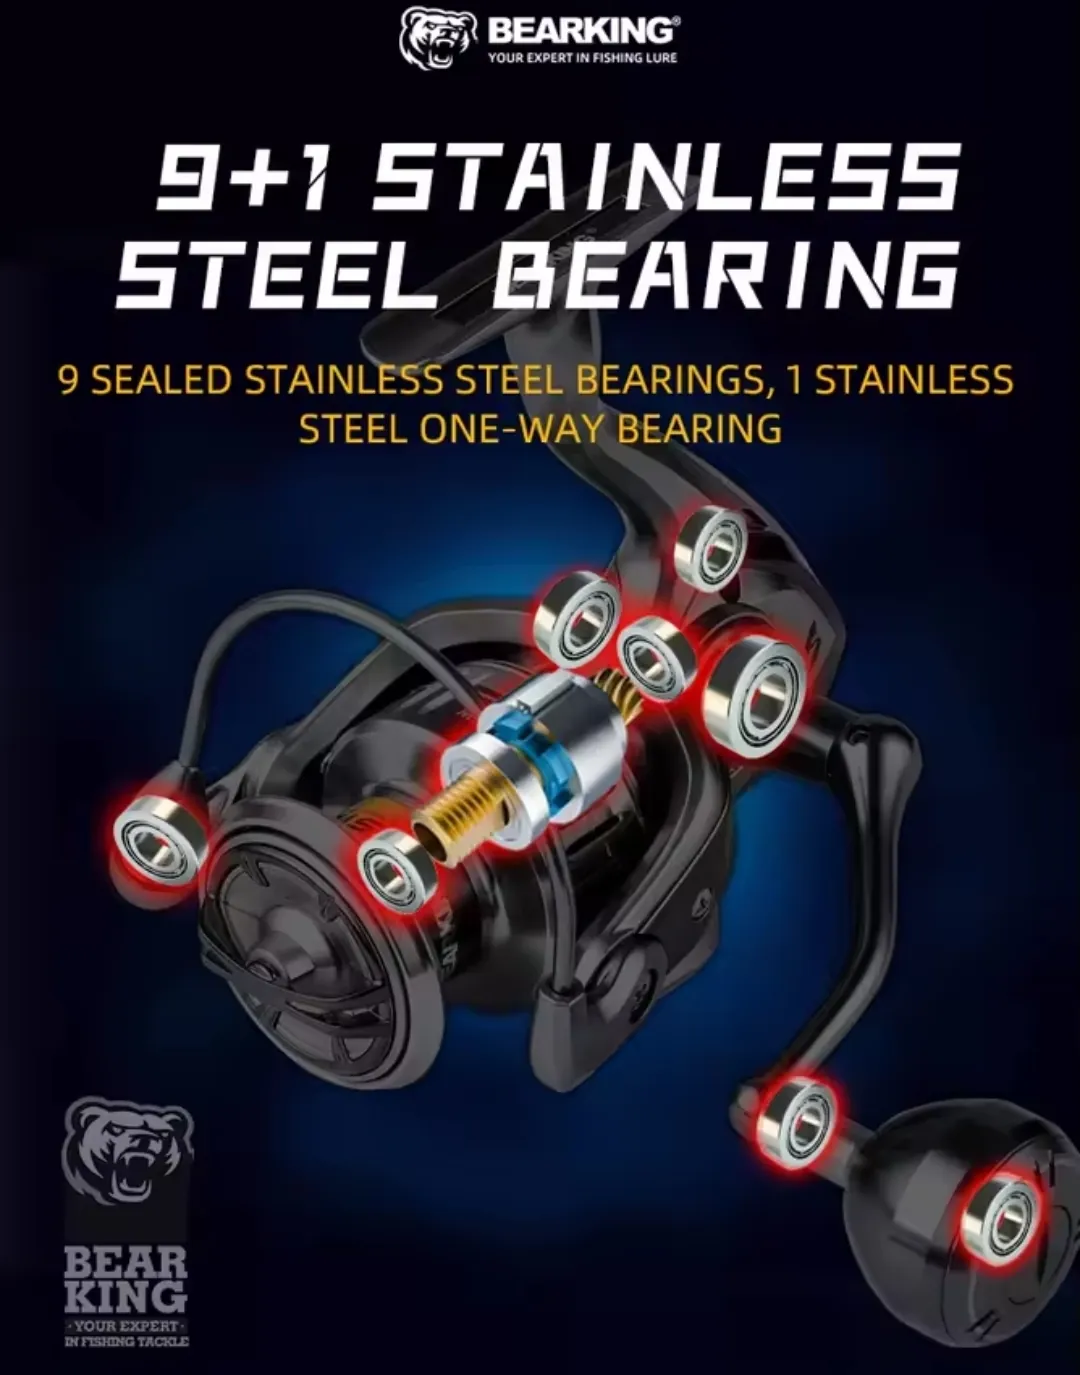 BEARKING®
YOUR EXPERT IN FISHING LURE
9+1 STAINLESS
STEEL BEARING
9 SEALED STAINLESS STEEL BEARINGS, 1 STAINLESS
STEEL ONE-WAY BEARING
BEAR
KING
·YOUR EXPERT·
IN FISHING TACKLE